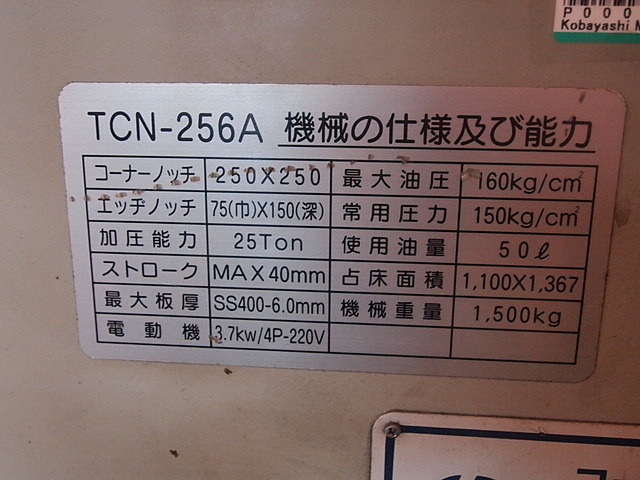 P000
Kobayashi M
TCN-256A 機械の仕様及び能力
コーナーノッチ 250X250 最大油圧 160kg/cm²
エッヂノッチ 75(巾)X150(深) 常用圧力 150kg/cm²
加圧能力 25Ton 使用油量 50ℓ
ストローク MAX40mm 占床面積 1,100X1,367
最大板厚 SS400-6.0mm 機械重量 1,500kg
電動機 3.7kw/4P-220V